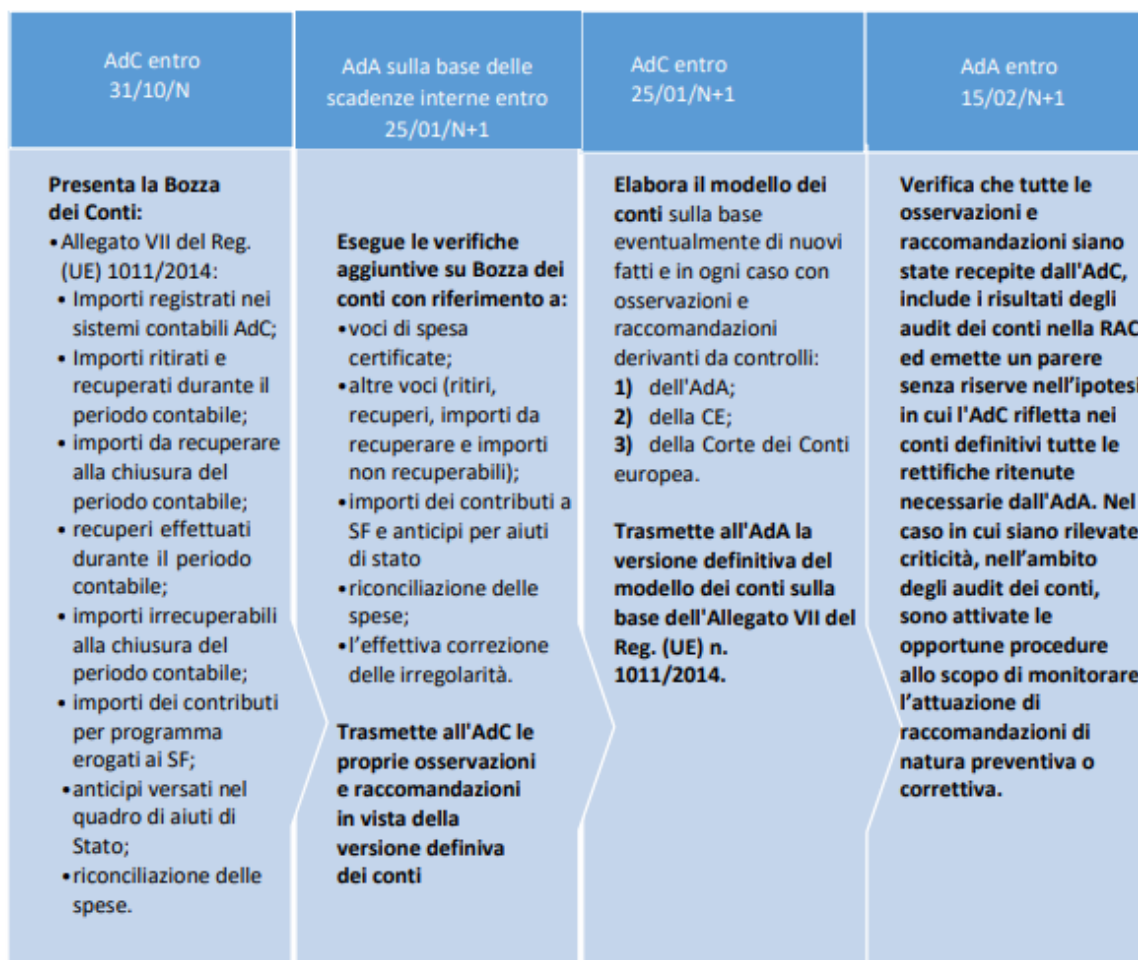 AdC entro
31/10/N
Presenta la Bozza
dei Conti:
•Allegato VII del Reg.
(UE) 1011/2014:
• Importi registrati nei
sistemi contabili AdC;
• Importi ritirati e
recuperati durante il
periodo contabile;
• importi da recuperare
alla chiusura del
periodo contabile;
• recuperi effettuati
durante il periodo
contabile;
• importi irrecuperabili
alla chiusura del
periodo contabile;
• importi dei contributi
per programma
erogati ai SF;
•anticipi versati nel
quadro di aiuti di
Stato;
•riconciliazione delle
spese.
AdA sulla base delle
scadenze interne entro
25/01/N+1
Esegue le verifiche
aggiuntive su Bozza dei
conti con riferimento a:
•voci di spesa
certificate;
•altre voci (ritiri,
recuperi, importi da
recuperare e importi
non recuperabili);
•importi dei contributi a
SF e anticipi per aiuti
di stato
•riconciliazione delle
spese;
•l'effettiva correzione
delle irregolarità.
Trasmette all'AdC le
proprie osservazioni
e raccomandazioni
in vista della
versione definiva
dei conti
AdC entro
25/01/N+1
Elabora il modello dei
conti sulla base
eventualmente di nuovi
fatti e in ogni caso con
osservazioni e
raccomandazioni
derivanti da controlli:
1) dell'AdA;
2) della CE;
3) della Corte dei Conti
europea.
Trasmette all'AdA la
versione definitiva del
modello dei conti sulla
base dell'Allegato VII del
Reg. (UE) n.
1011/2014.
AdA entro
15/02/N+1
Verifica che tutte le
osservazioni e
raccomandazioni siano
state recepite dall'AdC,
include i risultati degli
audit dei conti nella RAC
ed emette un parere
senza riserve nell'ipotesi
in cui l'AdC rifletta nei
conti definitivi tutte le
rettifiche ritenute
necessarie dall'AdA. Nel
caso in cui siano rilevate
criticità, nell'ambito
degli audit dei conti,
sono attivate le
opportune procedure
allo scopo di monitorare
l'attuazione di
raccomandazioni di
natura preventiva o
correttiva.